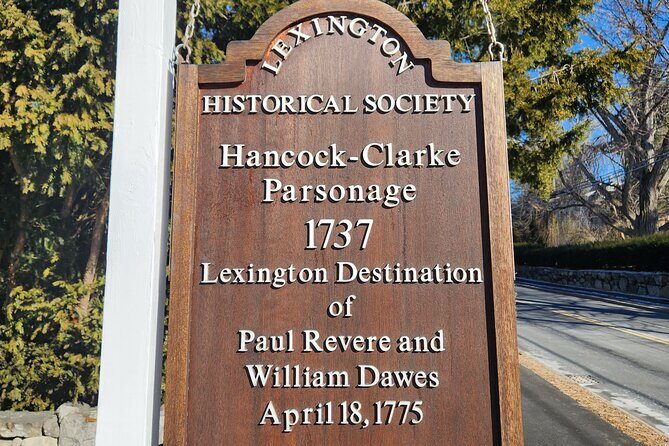 LEXINGTON
HISTORICAL SOCIETY
Hancock-Clarke
Parsonage
1737
Lexington Destination
of
Paul Revere and
William Dawes
April 18, 1775